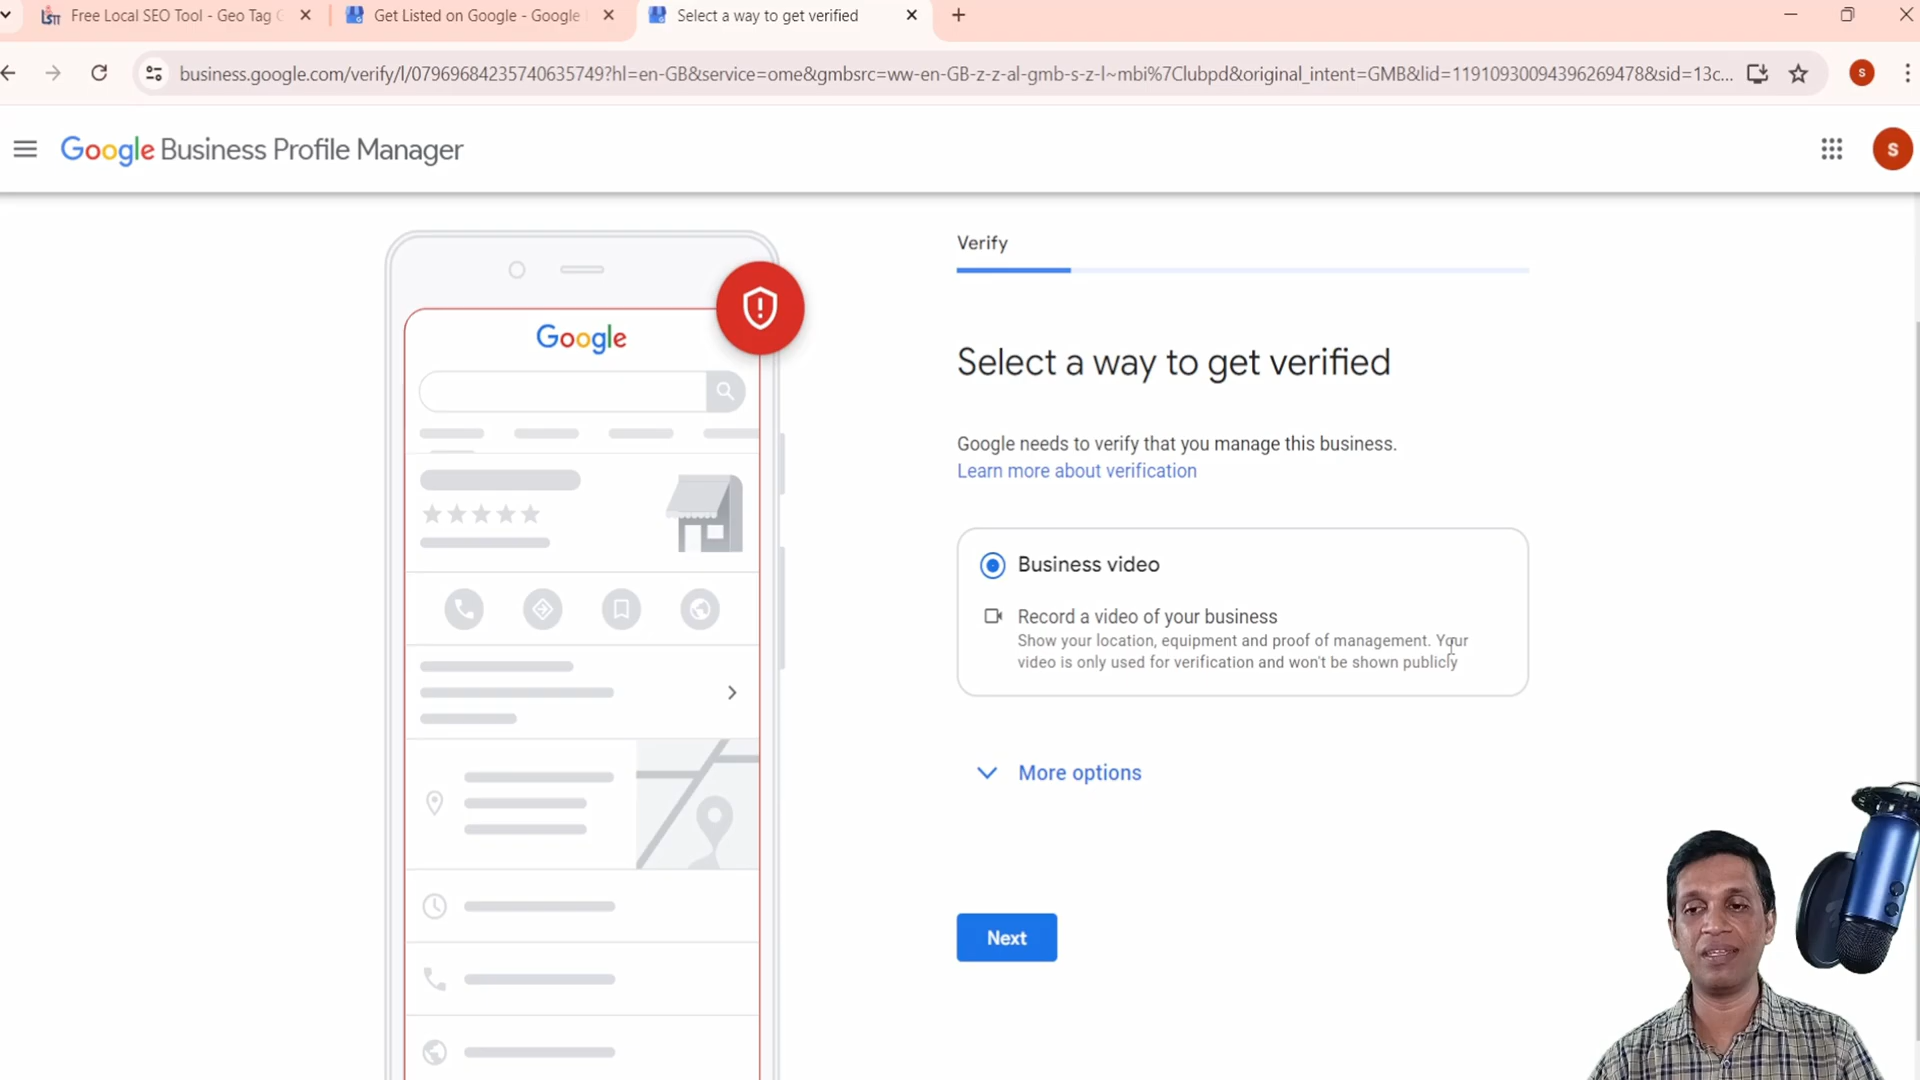 Free Local SEO Tool - Geo Tag
Get Listed on Google - Google
Select a way to get verified
business.google.com/verify/l/07969684235740635749?hl=en-GB&service=ome&gmbsrc=ww-en-GB-z-z-al-gmb-s-z-l~mbi%7Clubpd&original_intent=GMB&lid=11910930094396269478&sid=13c...
s
Google Business Profile Manager
s
Verify
Google
Select a way to get verified
Google needs to verify that you manage this business.
Learn more about verification
Business video
Record a video of your business
Show your location, equipment and proof of management. Your
video is only used for verification and won't be shown publicly
More options
Next